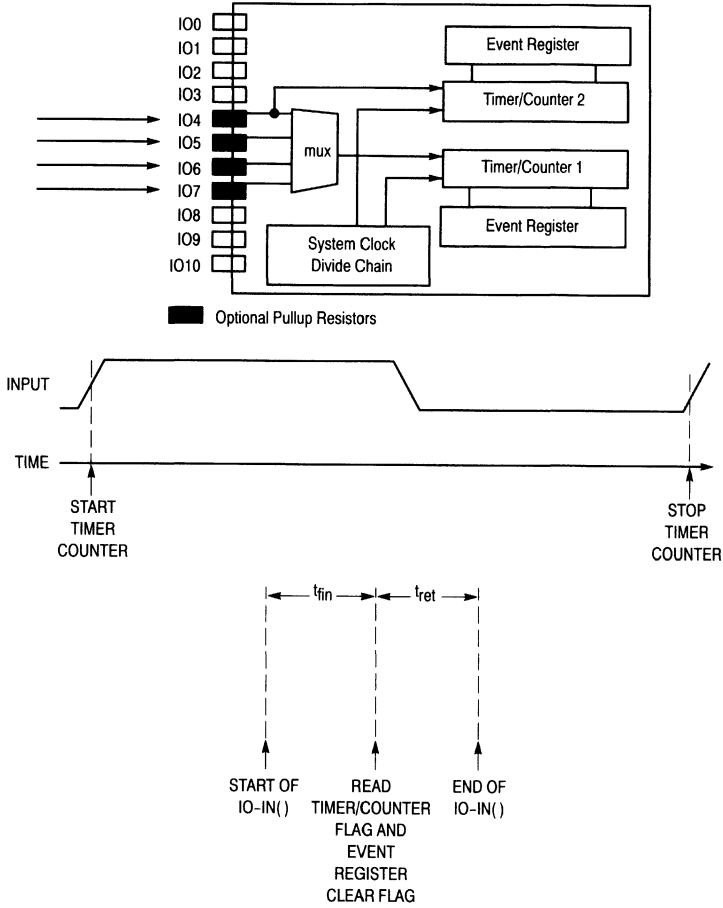 IO0
IO1
IO2
IO3
IO4
IO5
IO6
IO7
IO8
IO9
IO10
mux
Event Register
Timer/Counter 2
Timer/Counter 1
Event Register
System Clock
Divide Chain
Optional Pullup Resistors
INPUT
TIME
START
TIMER
COUNTER
STOP
TIMER
COUNTER
tfin
tret
START OF
IO-IN( )
READ
TIMER/COUNTER
FLAG AND
EVENT
REGISTER
CLEAR FLAG
END OF
IO-IN( )